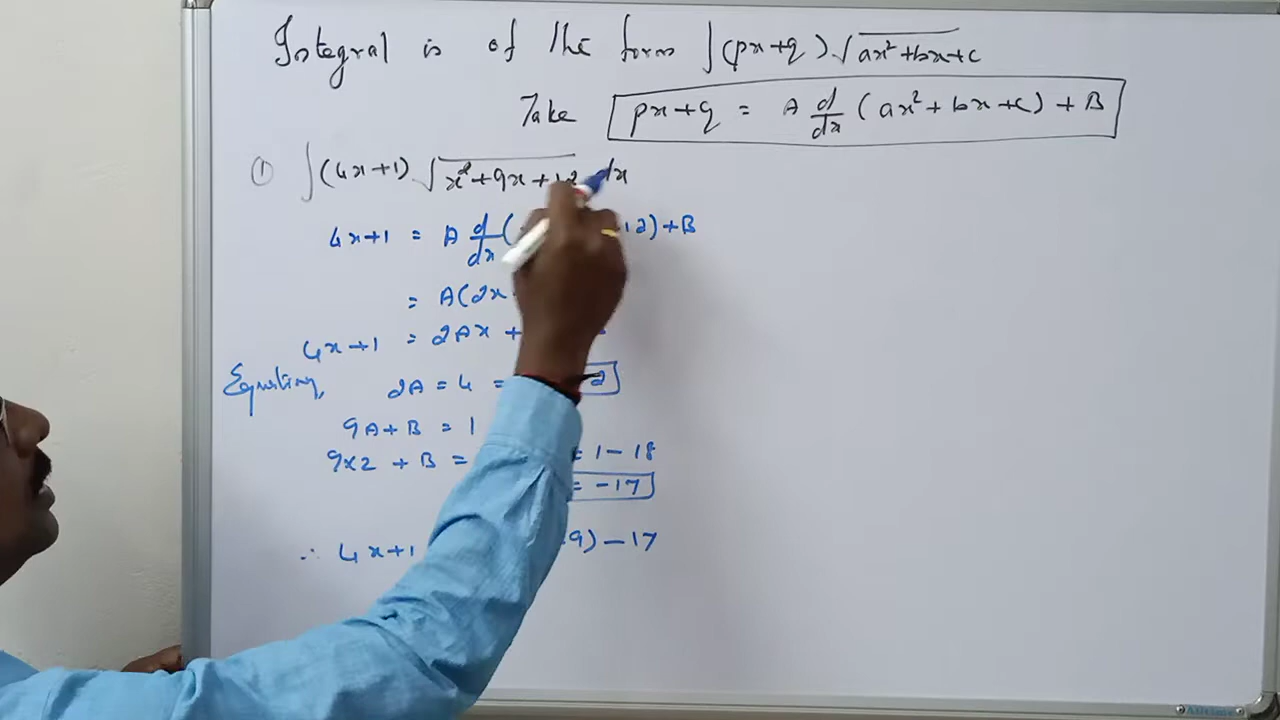 Integral is of the form ∫(px+q)√ax²+bx+c
Take px+q = A d/dx (ax²+bx+c) + B
① ∫(4x+1) √x²+9x+12 dx
4x+1 = A d/dx ( 12) + B
= A(2x
4x+1 = 2Ax +
Equating, 2A = 4 = 2
9A+B = 1
9x2 + B = = 1-18
= -17
∴ 4x+1 9) -17